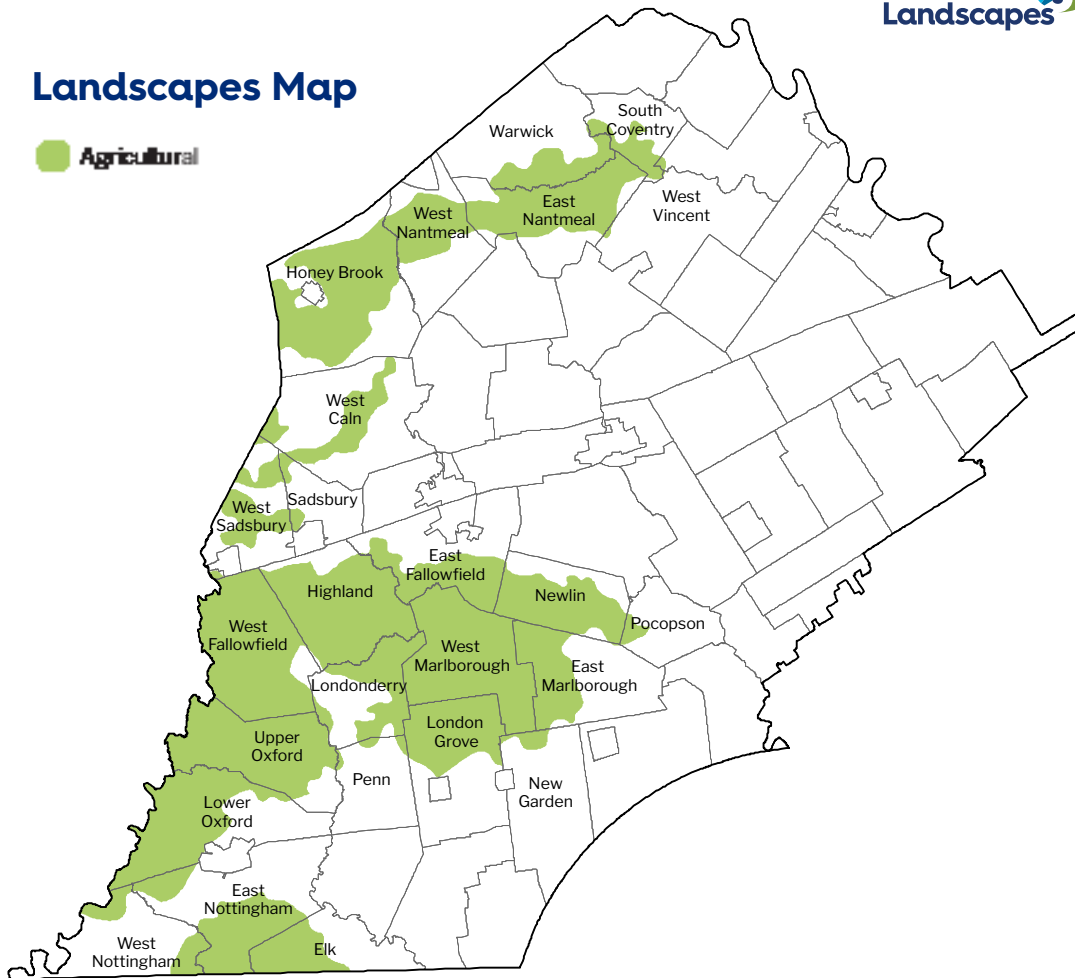 Landscapes
Landscapes Map
Agricultural
South
Coventry
Warwick
West
Vincent
East
Nantmeal
West
Nantmeal
Honey Brook
West
Caln
Sadsbury
West
Sadsbury
East
Fallowfield
Highland
Newlin
Pocopson
West
Fallowfield
West
Marlborough
East
Marlborough
Londonderry
London
Grove
Upper
Oxford
Penn
New
Garden
Lower
Oxford
East
Nottingham
West
Nottingham
Elk